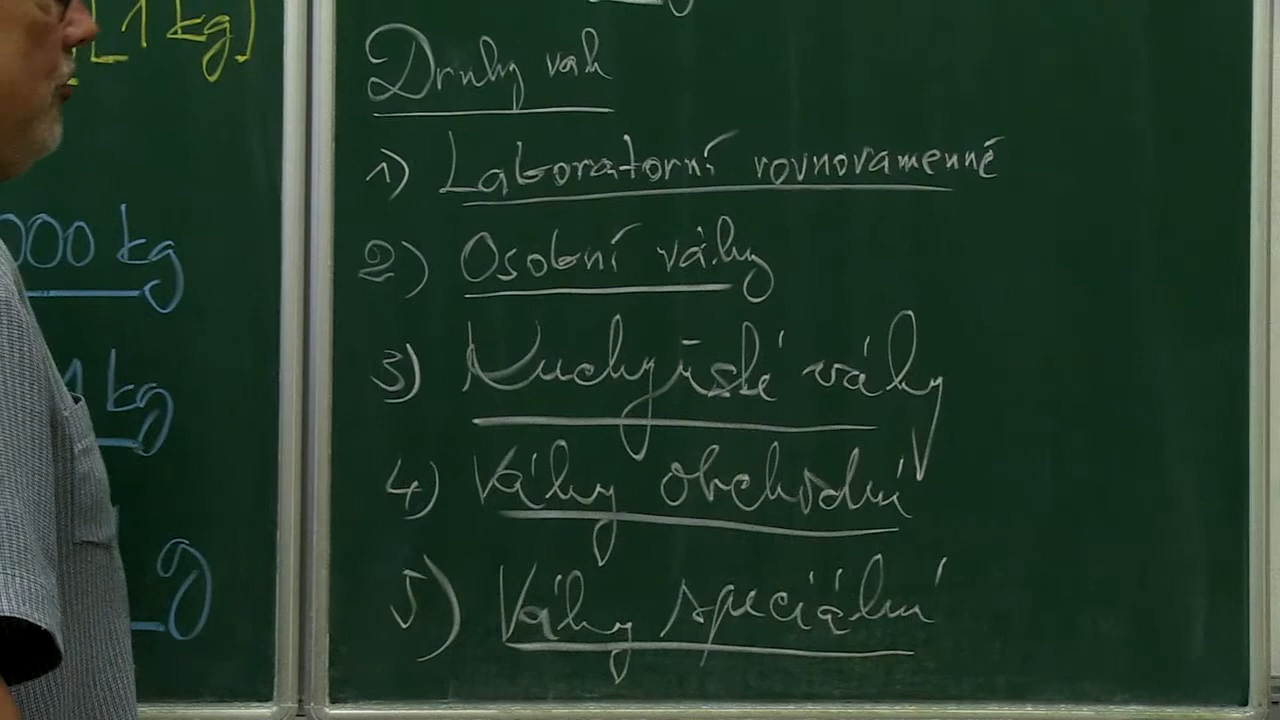 [1 kg]
000 kg
1 kg
g
Druhy vah
1) Laboratorní rovnoramenné
2) Osobní váhy
3) Kuchyňské váhy
4) Váhy obchodní
5) Váhy speciální